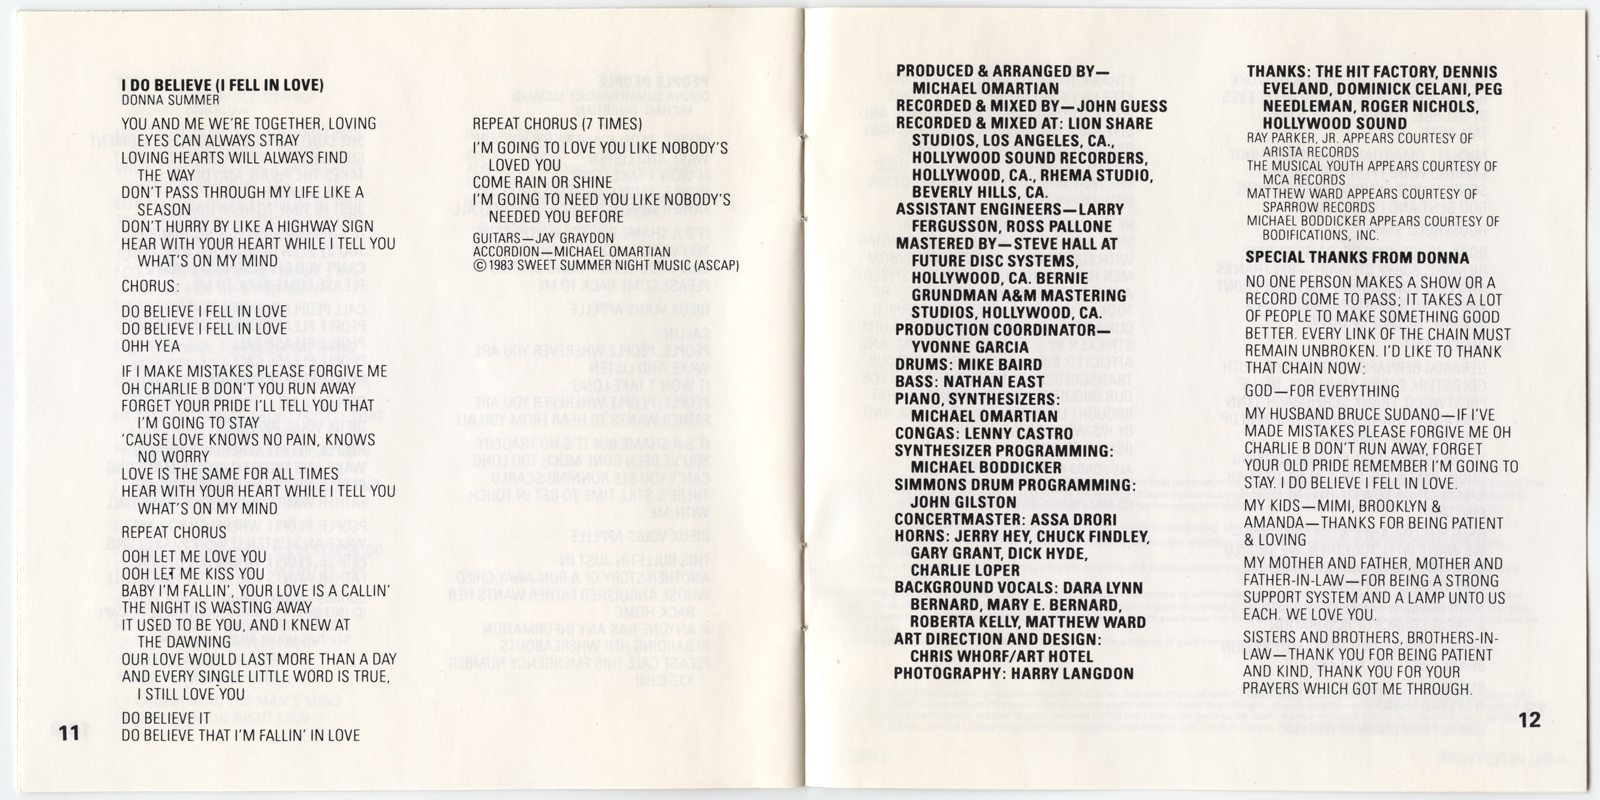 I DO BELIEVE (I FELL IN LOVE)
DONNA SUMMER
YOU AND ME WE'RE TOGETHER, LOVING
EYES CAN ALWAYS STRAY
LOVING HEARTS WILL ALWAYS FIND
THE WAY
DON'T PASS THROUGH MY LIFE LIKE A
SEASON
DON'T HURRY BY LIKE A HIGHWAY SIGN
HEAR WITH YOUR HEART WHILE I TELL YOU
WHAT'S ON MY MIND
CHORUS:
DO BELIEVE I FELL IN LOVE
DO BELIEVE I FELL IN LOVE
OHH YEA
IF I MAKE MISTAKES PLEASE FORGIVE ME
OH CHARLIE B DON'T YOU RUN AWAY
FORGET YOUR PRIDE I'LL TELL YOU THAT
I'M GOING TO STAY
'CAUSE LOVE KNOWS NO PAIN, KNOWS
NO WORRY
LOVE IS THE SAME FOR ALL TIMES
HEAR WITH YOUR HEART WHILE I TELL YOU
WHAT'S ON MY MIND
REPEAT CHORUS
OOH LET ME LOVE YOU
OOH LET ME KISS YOU
BABY I'M FALLIN', YOUR LOVE IS A CALLIN'
THE NIGHT IS WASTING AWAY
IT USED TO BE YOU, AND I KNEW AT
THE DAWNING
OUR LOVE WOULD LAST MORE THAN A DAY
AND EVERY SINGLE LITTLE WORD IS TRUE,
I STILL LOVE YOU
DO BELIEVE IT
DO BELIEVE THAT I'M FALLIN' IN LOVE
11
REPEAT CHORUS (7 TIMES)
I'M GOING TO LOVE YOU LIKE NOBODY'S
LOVED YOU
COME RAIN OR SHINE
I'M GOING TO NEED YOU LIKE NOBODY'S
NEEDED YOU BEFORE
GUITARS—JAY GRAYDON
ACCORDION—MICHAEL OMARTIAN
©1983 SWEET SUMMER NIGHT MUSIC (ASCAP)
PRODUCED & ARRANGED BY—
MICHAEL OMARTIAN
RECORDED & MIXED BY—JOHN GUESS
RECORDED & MIXED AT: LION SHARE
STUDIOS, LOS ANGELES, CA.,
HOLLYWOOD SOUND RECORDERS,
HOLLYWOOD, CA., RHEMA STUDIO,
BEVERLY HILLS, CA.
ASSISTANT ENGINEERS—LARRY
FERGUSSON, ROSS PALLONE
MASTERED BY—STEVE HALL AT
FUTURE DISC SYSTEMS,
HOLLYWOOD, CA. BERNIE
GRUNDMAN A&M MASTERING
STUDIOS, HOLLYWOOD, CA.
PRODUCTION COORDINATOR—
YVONNE GARCIA
DRUMS: MIKE BAIRD
BASS: NATHAN EAST
PIANO, SYNTHESIZERS:
MICHAEL OMARTIAN
CONGAS: LENNY CASTRO
SYNTHESIZER PROGRAMMING:
MICHAEL BODDICKER
SIMMONS DRUM PROGRAMMING:
JOHN GILSTON
CONCERTMASTER: ASSA DRORI
HORNS: JERRY HEY, CHUCK FINDLEY,
GARY GRANT, DICK HYDE,
CHARLIE LOPER
BACKGROUND VOCALS: DARA LYNN
BERNARD, MARY E. BERNARD,
ROBERTA KELLY, MATTHEW WARD
ART DIRECTION AND DESIGN:
CHRIS WHORF/ART HOTEL
PHOTOGRAPHY: HARRY LANGDON
THANKS: THE HIT FACTORY, DENNIS
EVELAND, DOMINICK CELANI, PEG
NEEDLEMAN, ROGER NICHOLS,
HOLLYWOOD SOUND
RAY PARKER, JR. APPEARS COURTESY OF
ARISTA RECORDS
THE MUSICAL YOUTH APPEARS COURTESY OF
MCA RECORDS
MATTHEW WARD APPEARS COURTESY OF
SPARROW RECORDS
MICHAEL BODDICKER APPEARS COURTESY OF
BODIFICATIONS, INC.
SPECIAL THANKS FROM DONNA
NO ONE PERSON MAKES A SHOW OR A
RECORD COME TO PASS; IT TAKES A LOT
OF PEOPLE TO MAKE SOMETHING GOOD
BETTER. EVERY LINK OF THE CHAIN MUST
REMAIN UNBROKEN. I'D LIKE TO THANK
THAT CHAIN NOW:
GOD—FOR EVERYTHING
MY HUSBAND BRUCE SUDANO—IF I'VE
MADE MISTAKES PLEASE FORGIVE ME OH
CHARLIE B DON'T RUN AWAY, FORGET
YOUR OLD PRIDE REMEMBER I'M GOING TO
STAY. I DO BELIEVE I FELL IN LOVE.
MY KIDS—MIMI, BROOKLYN &
AMANDA—THANKS FOR BEING PATIENT
& LOVING
MY MOTHER AND FATHER, MOTHER AND
FATHER-IN-LAW—FOR BEING A STRONG
SUPPORT SYSTEM AND A LAMP UNTO US
EACH. WE LOVE YOU.
SISTERS AND BROTHERS, BROTHERS-IN-
LAW—THANK YOU FOR BEING PATIENT
AND KIND, THANK YOU FOR YOUR
PRAYERS WHICH GOT ME THROUGH.
12